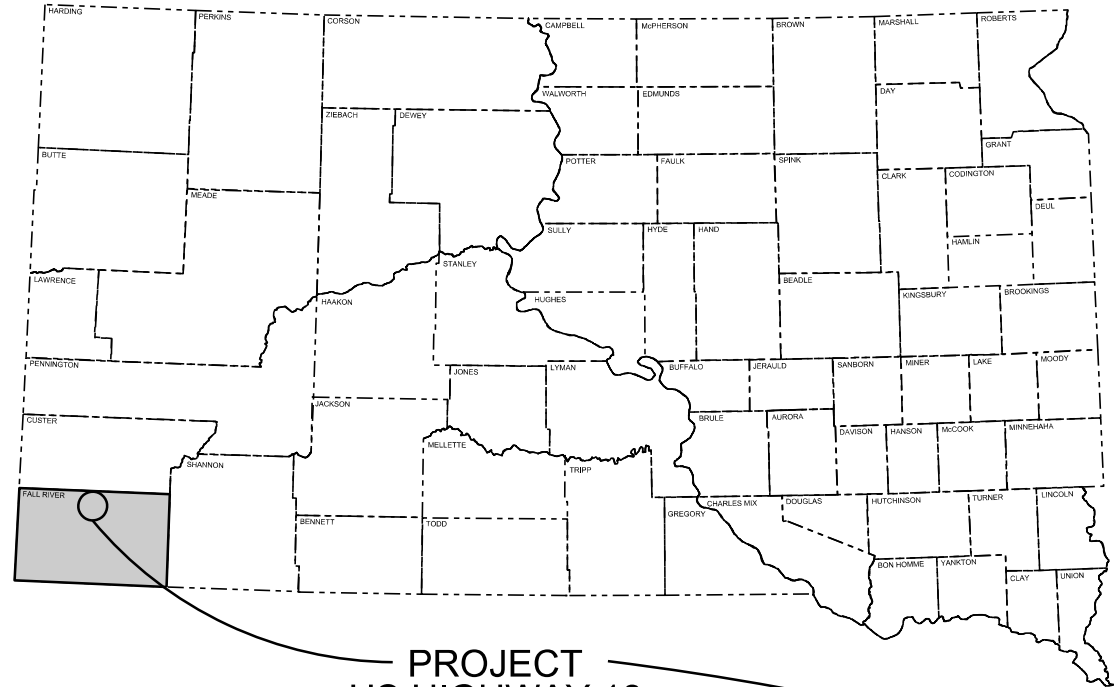 HARDING
PERKINS
CORSON
CAMPBELL
McPHERSON
BROWN
MARSHALL
ROBERTS
WALWORTH
EDMUNDS
DAY
ZIEBACH
DEWEY
GRANT
BUTTE
POTTER
FAULK
SPINK
CLARK
CODINGTON
MEADE
DEUL
SULLY
HYDE
HAND
HAMLIN
STANLEY
LAWRENCE
BEADLE
KINGSBURY
BROOKINGS
HAAKON
HUGHES
PENNINGTON
JONES
LYMAN
BUFFALO
JERAULD
SANBORN
MINER
LAKE
MOODY
JACKSON
CUSTER
BRULE
AURORA
DAVISON
HANSON
McCOOK
MINNEHAHA
MELLETTE
SHANNON
TRIPP
FALL RIVER
CHARLES MIX
DOUGLAS
HUTCHINSON
TURNER
LINCOLN
GREGORY
BENNETT
TODD
BON HOMME
YANKTON
CLAY
UNION
PROJECT
US HIGHWAY 18